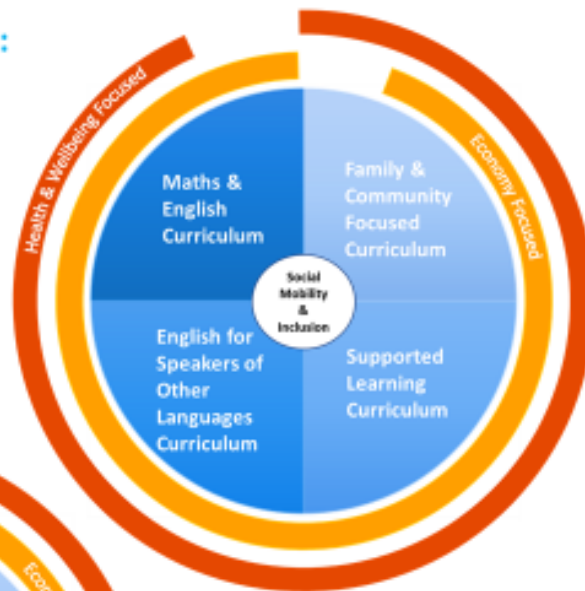 :
Health & Wellbeing Focused
Economy Focused
Maths &
English
Curriculum
Family &
Community
Focused
Curriculum
Social
Mobility
&
Inclusion
English for
Speakers of
Other
Languages
Curriculum
Supported
Learning
Curriculum
Econ